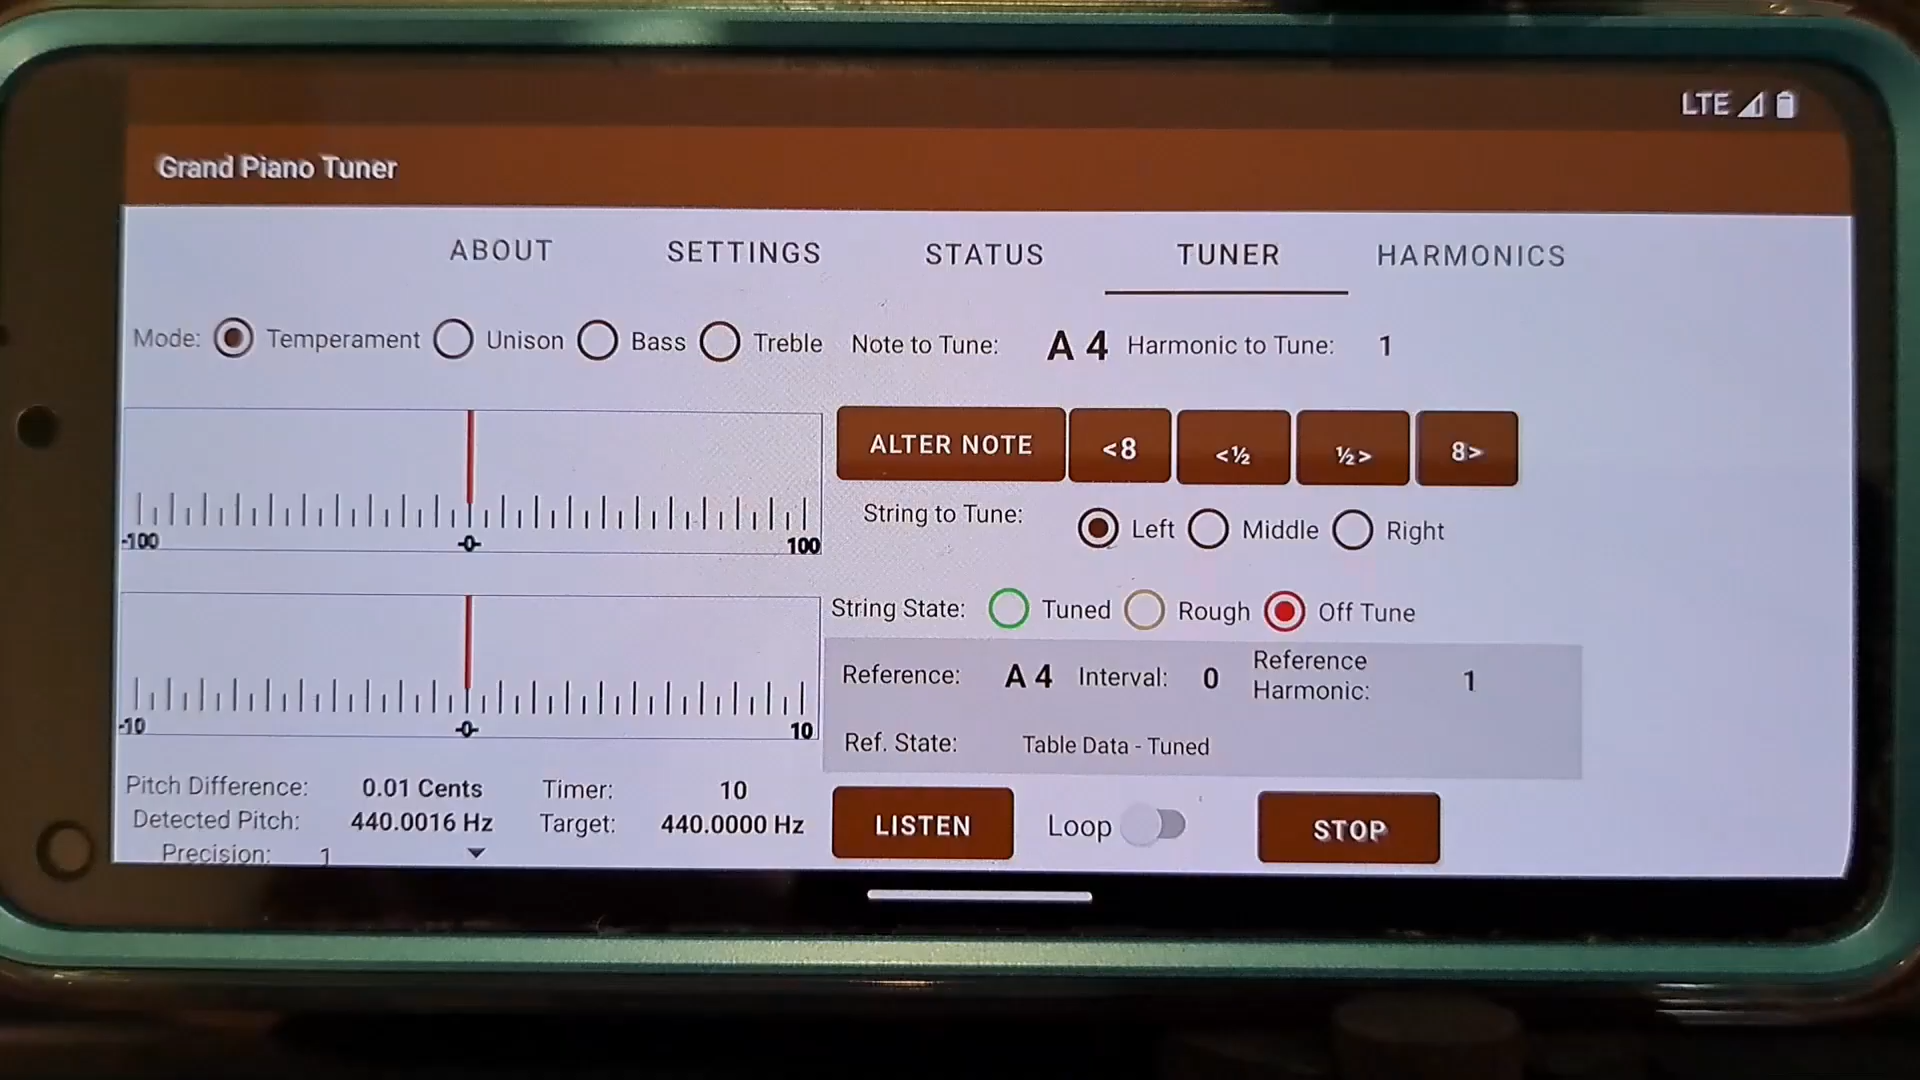 LTE
Grand Piano Tuner
ABOUT SETTINGS STATUS TUNER HARMONICS
Mode: Temperament Unison Bass Treble Note to Tune: A 4 Harmonic to Tune: 1
ALTER NOTE <8 <½ ½> 8>
-100 -0- 100
String to Tune: Left Middle Right
String State: Tuned Rough Off Tune
-10 -0- 10
Reference: A 4 Interval: 0 Reference Harmonic: 1
Ref. State: Table Data - Tuned
Pitch Difference: 0.01 Cents Timer: 10
Detected Pitch: 440.0016 Hz Target: 440.0000 Hz
Precision: 1
LISTEN Loop STOP